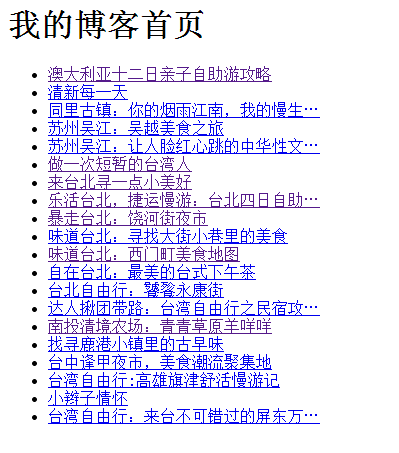 我的博客首页
澳大利亚十二日亲子自助游攻略
清新每一天
同里古镇：你的烟雨江南，我的慢生…
苏州吴江：吴越美食之旅
苏州吴江：让人脸红心跳的中华性文…
做一次短暂的台湾人
来台北寻一点小美好
乐活台北，捷运慢游：台北四日自助…
暴走台北：饶河街夜市
味道台北：寻找大街小巷里的美食
味道台北：西门町美食地图
自在台北：最美的台式下午茶
台北自由行：饕餮永康街
达人揪团带路：台湾自由行之民宿攻…
南投清境农场：青青草原羊咩咩
找寻鹿港小镇里的古早味
台中逢甲夜市，美食潮流聚集地
台湾自由行:高雄旗津舒活慢游记
小辫子情怀
台湾自由行：来台不可错过的屏东万…